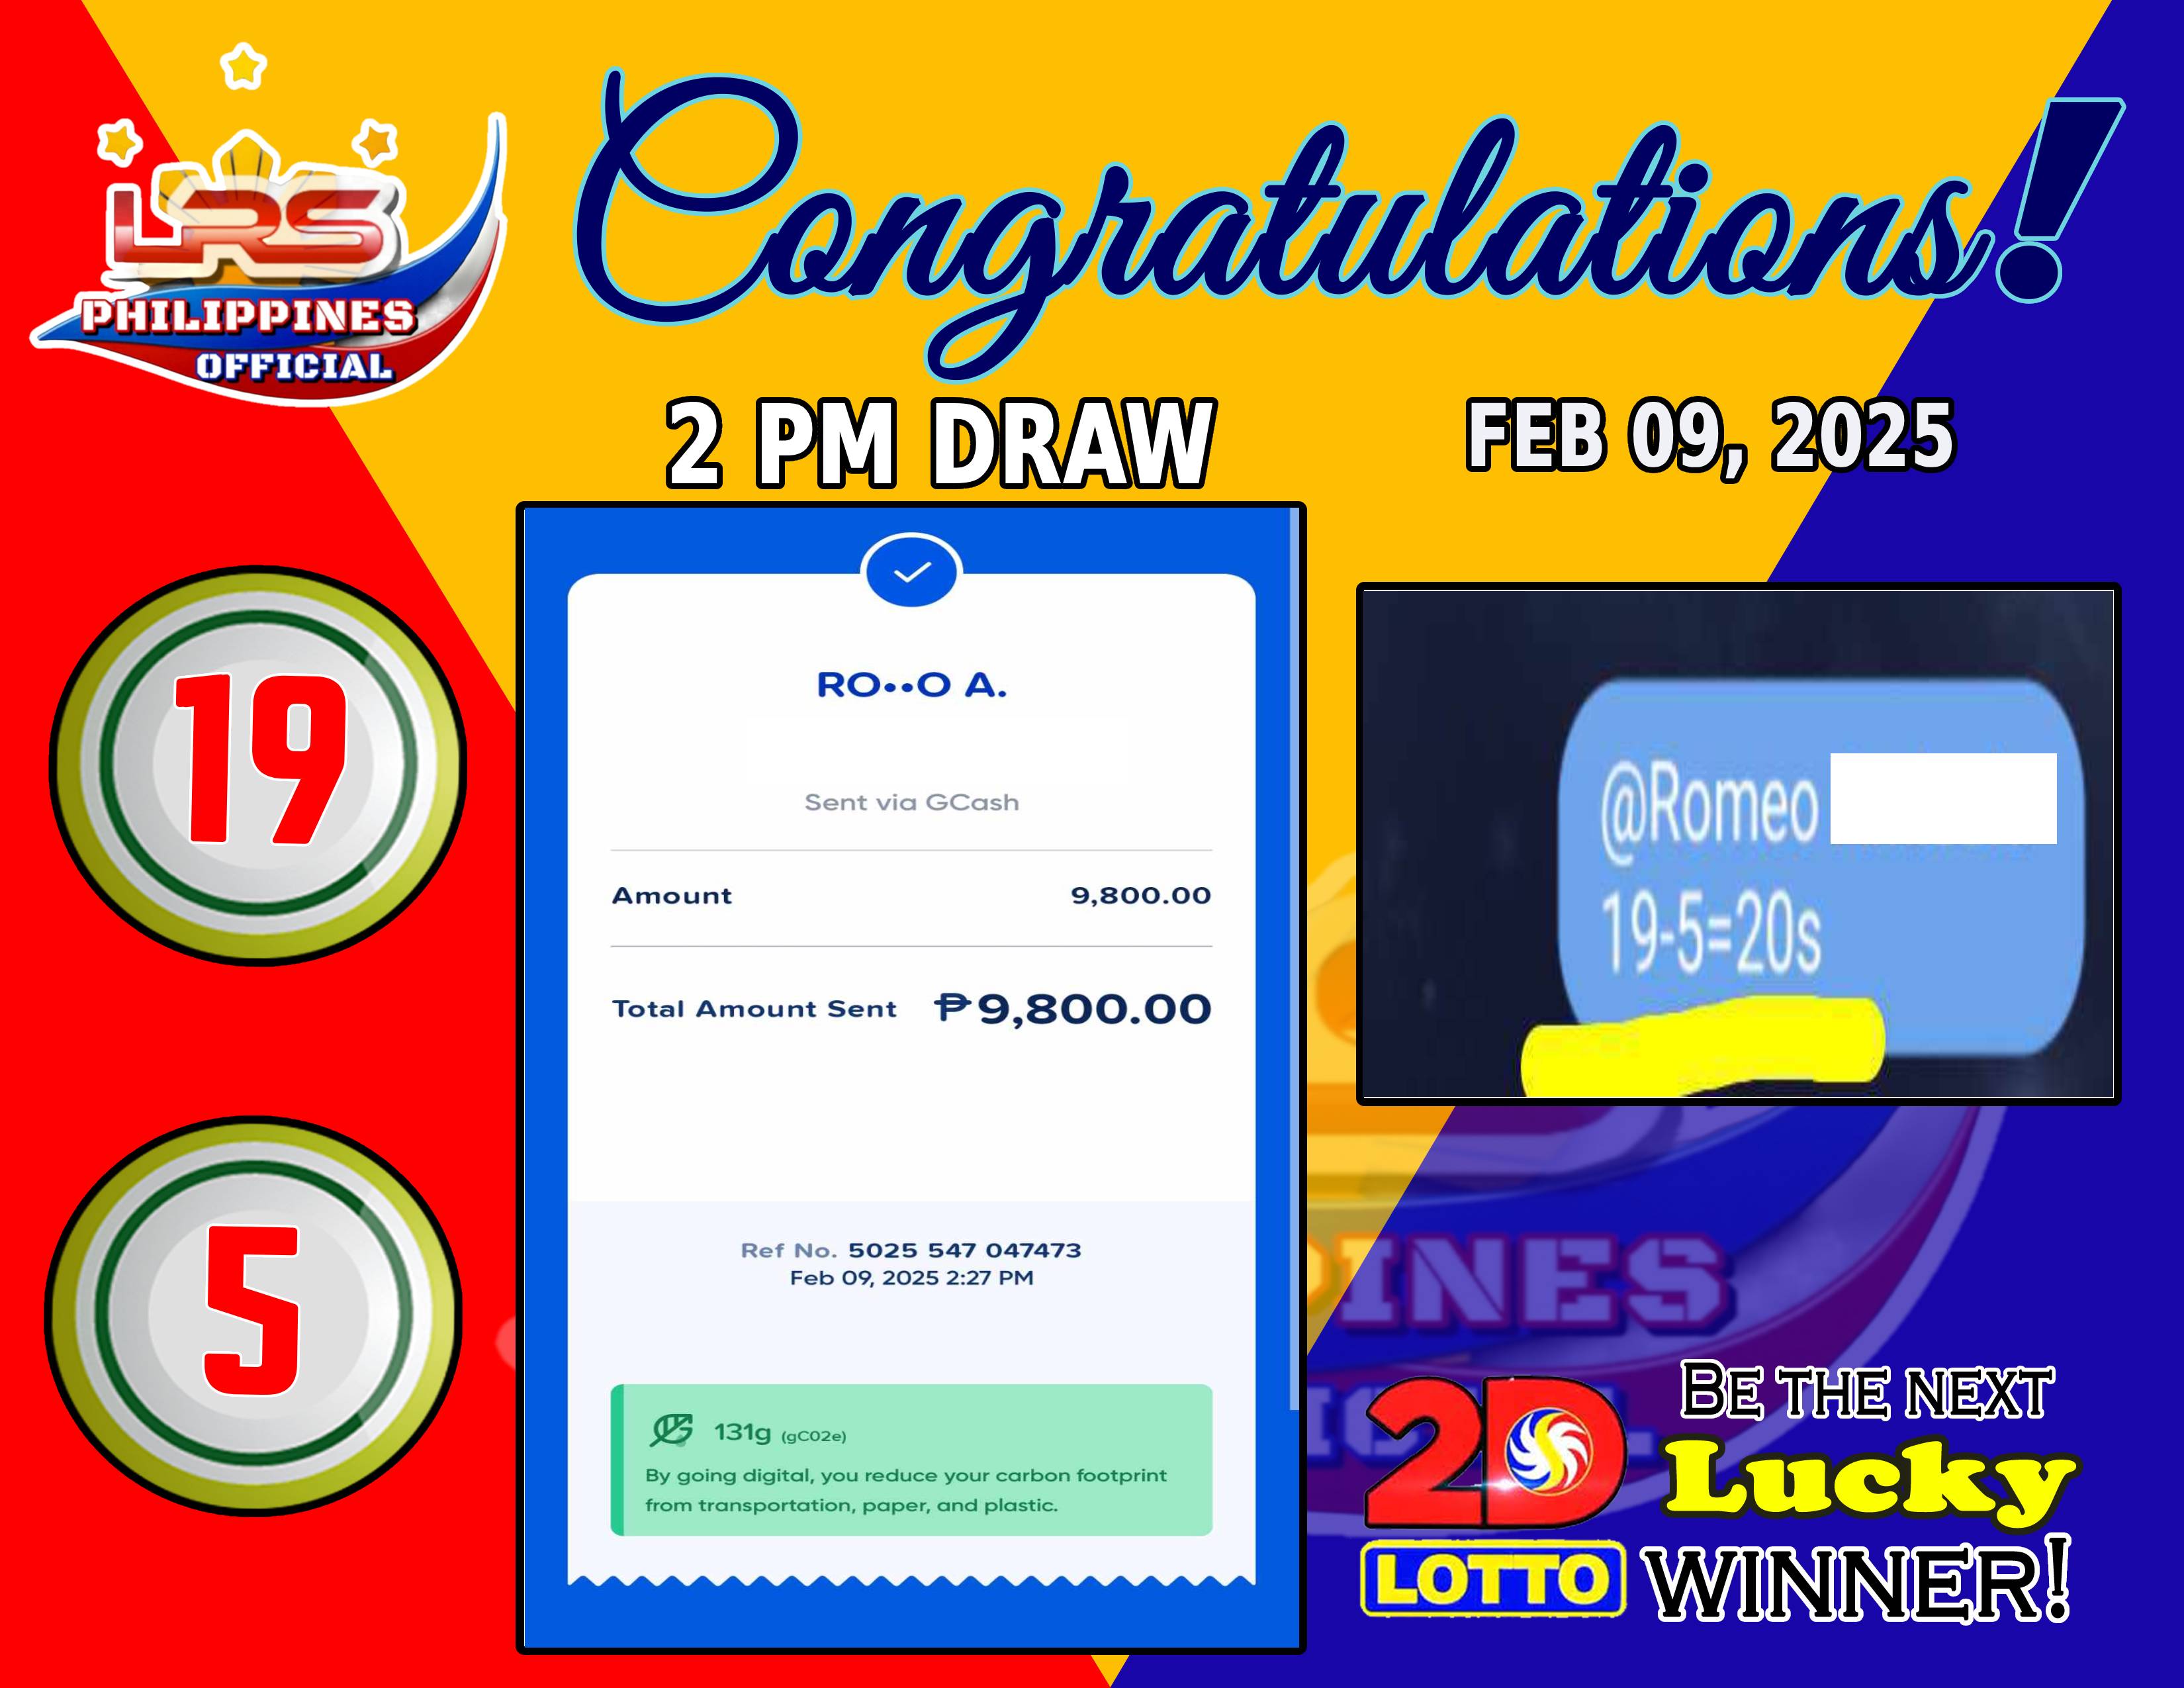 LRS
PHILIPPINES
OFFICIAL
Congratulations!
2 PM DRAW
FEB 09, 2025
19
5
RO••O A.
Sent via GCash
Amount 9,800.00
Total Amount Sent ₱9,800.00
Ref No. 5025 547 047473
Feb 09, 2025 2:27 PM
131g (gCO2e)
By going digital, you reduce your carbon footprint
from transportation, paper, and plastic.
@Romeo
19-5=20s
PINES
2D
LOTTO
BE THE NEXT
Lucky
WINNER!